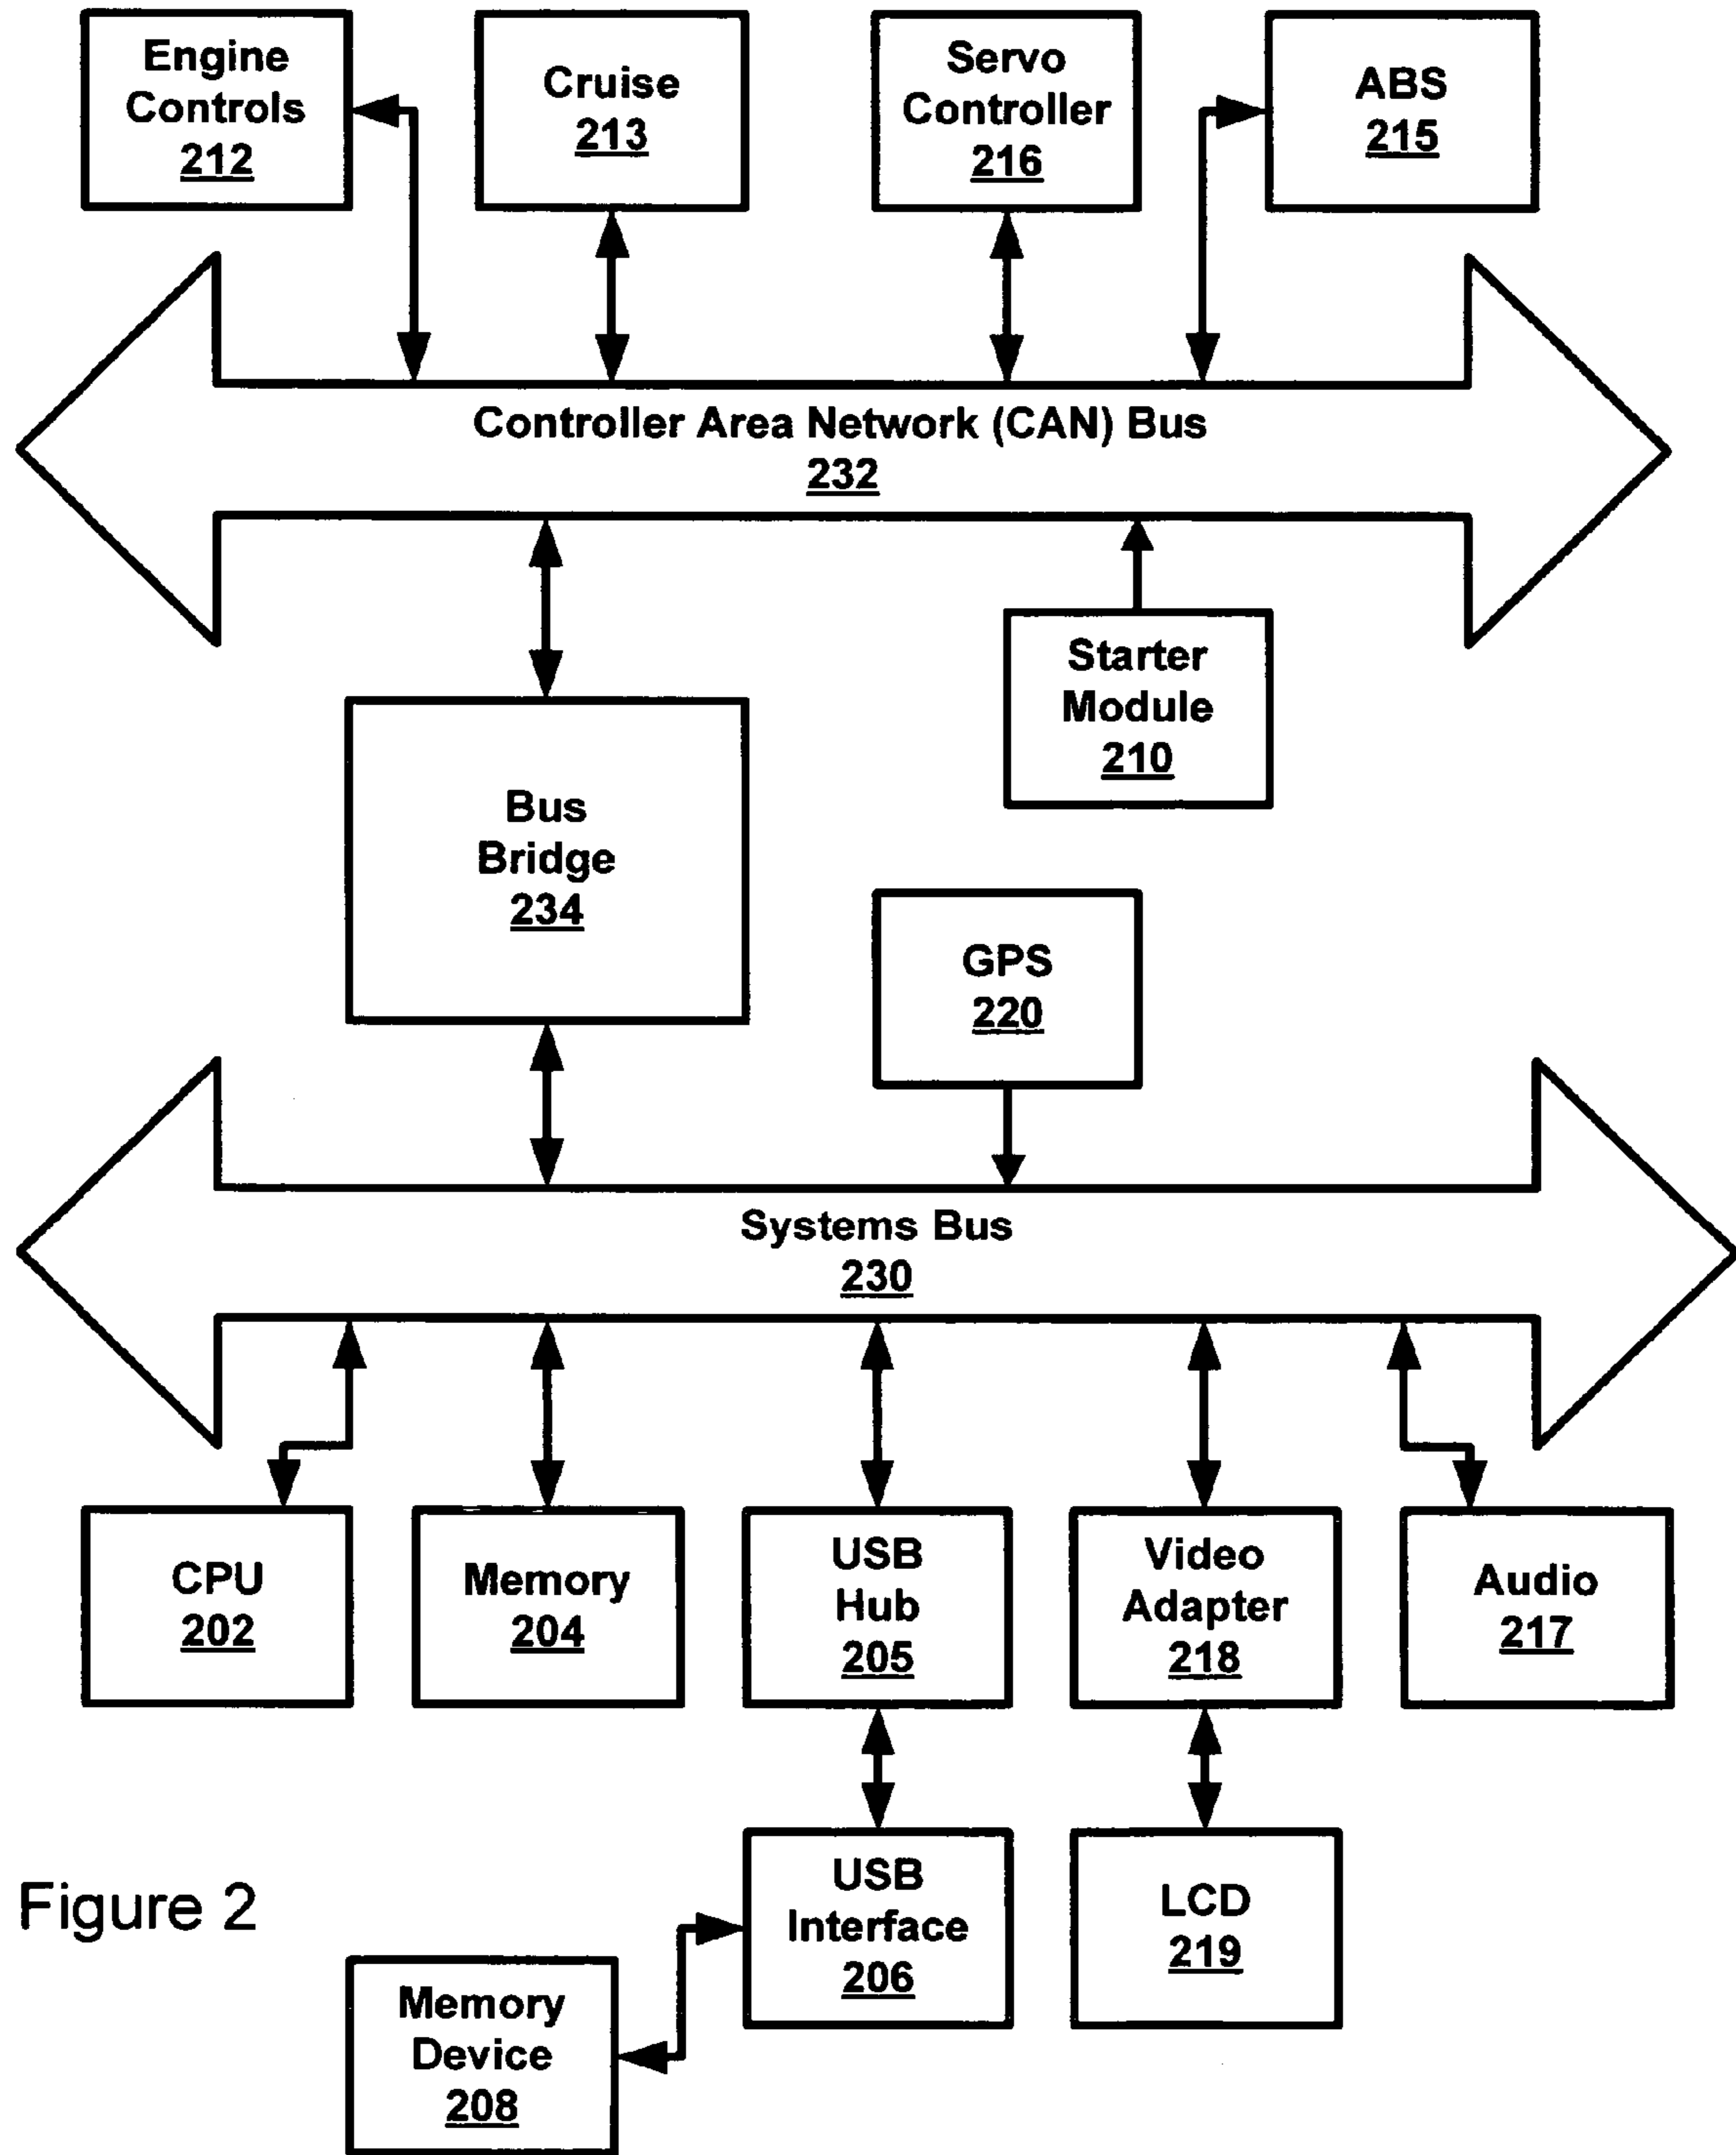 Engine
Controls
212
Cruise
213
Servo
Controller
216
ABS
215
Controller Area Network (CAN) Bus
232
Starter
Module
210
Bus
Bridge
234
GPS
220
Systems Bus
230
CPU
202
Memory
204
USB
Hub
205
Video
Adapter
218
Audio
217
USB
Interface
206
LCD
219
Figure 2
Memory
Device
208